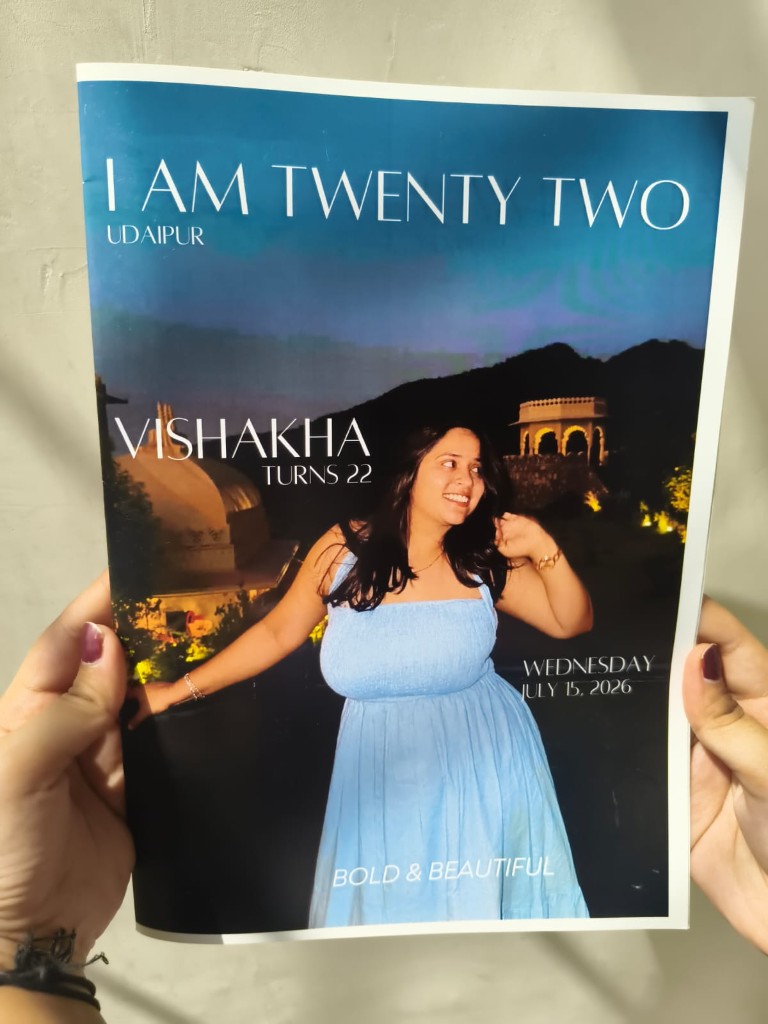 I AM TWENTY TWO
UDAIPUR
VISHAKHA
TURNS 22
WEDNESDAY
JULY 15, 2026
BOLD & BEAUTIFUL